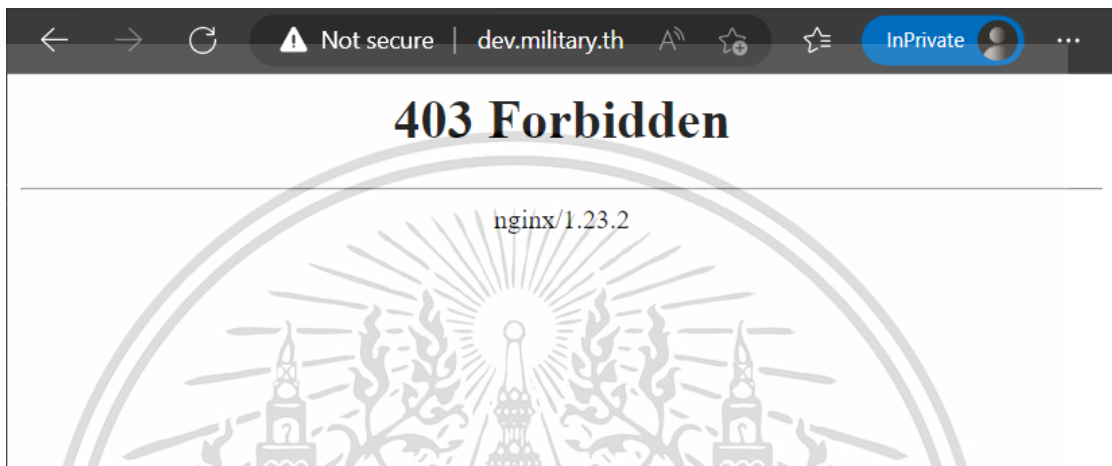 Not secure | dev.military.th InPrivate
403 Forbidden
nginx/1.23.2